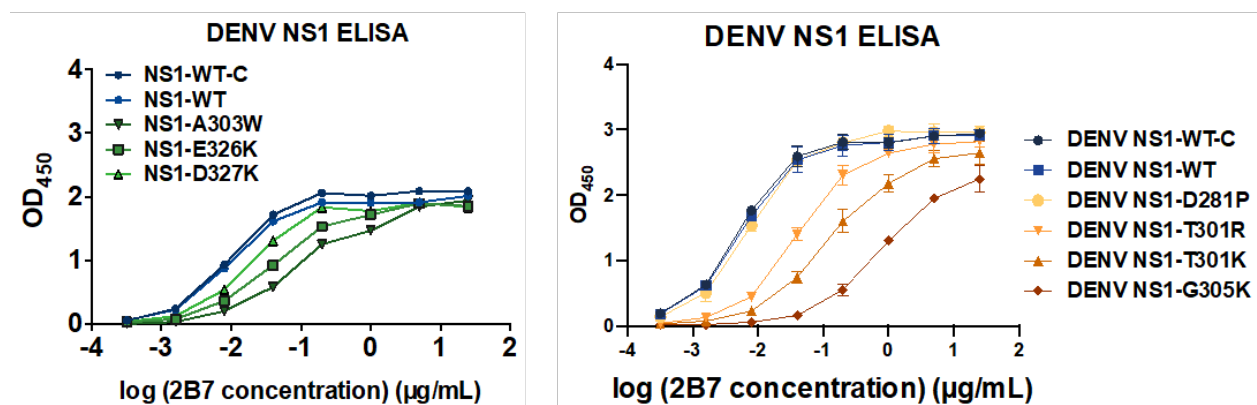 DENV NS1 ELISA
OD450
4
3
2
1
0
NS1-WT-C
NS1-WT
NS1-A303W
NS1-E326K
NS1-D327K
-4 -3 -2 -1 0 1 2
log (2B7 concentration) (µg/mL)
DENV NS1 ELISA
OD450
4
3
2
1
0
-4 -3 -2 -1 0 1 2
log (2B7 concentration) (µg/mL)
DENV NS1-WT-C
DENV NS1-WT
DENV NS1-D281P
DENV NS1-T301R
DENV NS1-T301K
DENV NS1-G305K